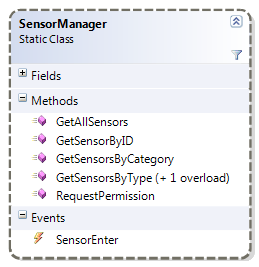 SensorManager
Static Class
Fields
Methods
GetAllSensors
GetSensorByID
GetSensorsByCategory
GetSensorsByType (+ 1 overload)
RequestPermission
Events
SensorEnter